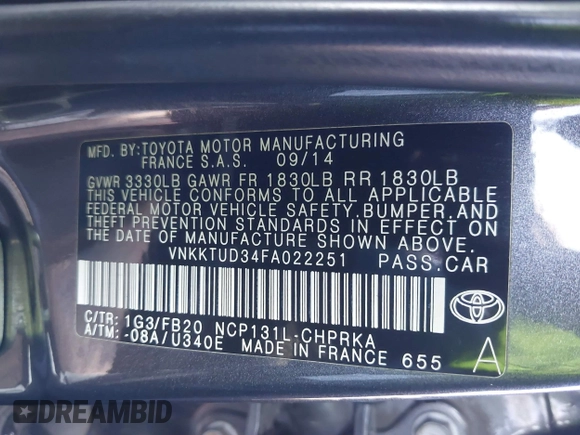 MFD. BY:TOYOTA MOTOR MANUFACTURING
FRANCE S.A.S. 09/14
GVWR 3330LB GAWR FR 1830LB RR 1830LB
THIS VEHICLE CONFORMS TO ALL APPLICABLE
FEDERAL MOTOR VEHICLE SAFETY, BUMPER, AND
THEFT PREVENTION STANDARDS IN EFFECT ON
THE DATE OF MANUFACTURE SHOWN ABOVE.
VNKKTUD34FA022251 PASS.CAR
C/TR: 1G3/FB20 NCP131L-CHPRKA
A/TM: -08A/U340E MADE IN FRANCE 655
A
DREAMBID